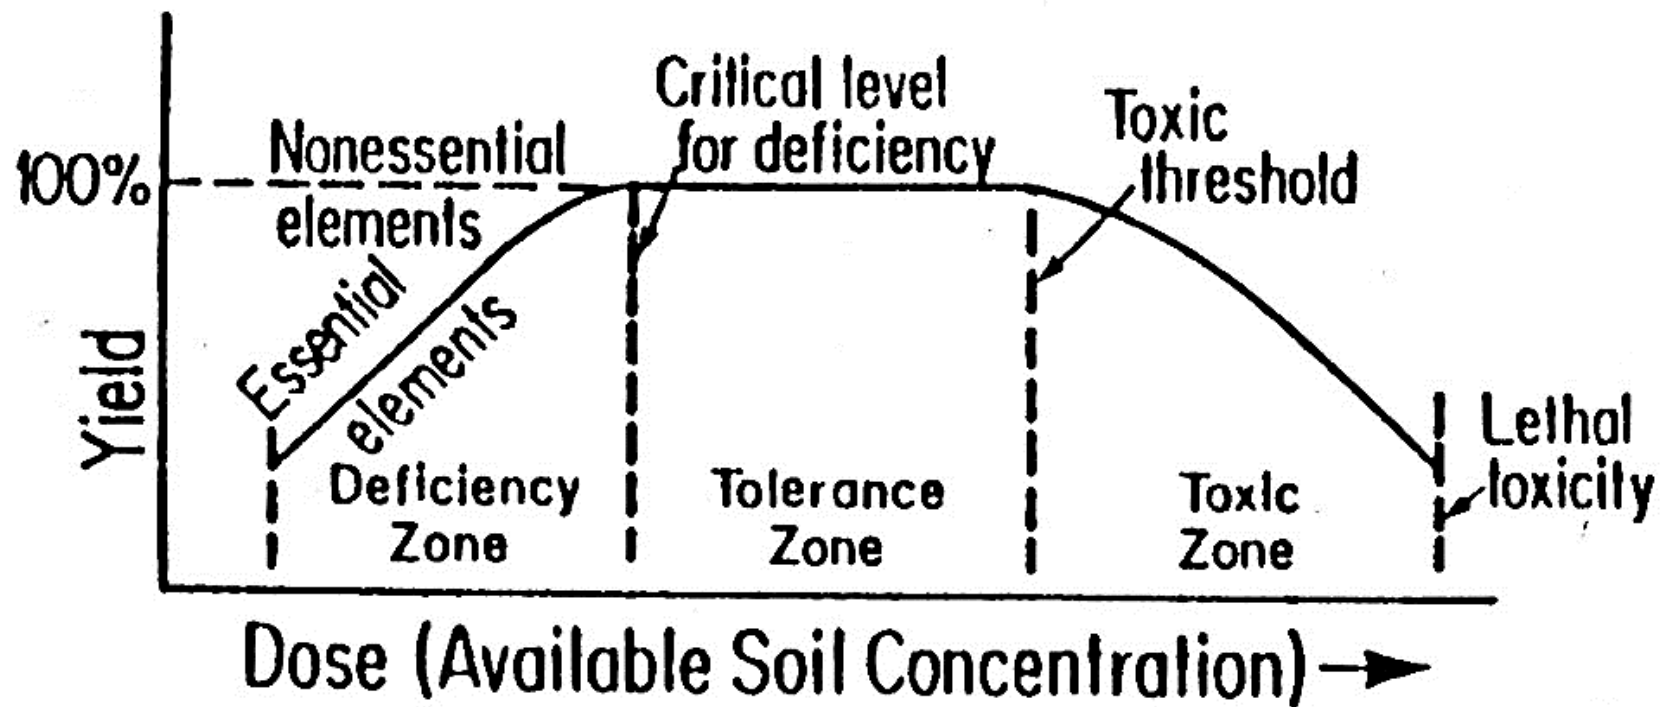 Critical level
for deficiency
Toxic
threshold
Nonessential
elements
100%
Essential
elements
Yield
Deficiency
Zone
Tolerance
Zone
Toxic
Zone
Lethal
toxicity
Dose (Available Soil Concentration)